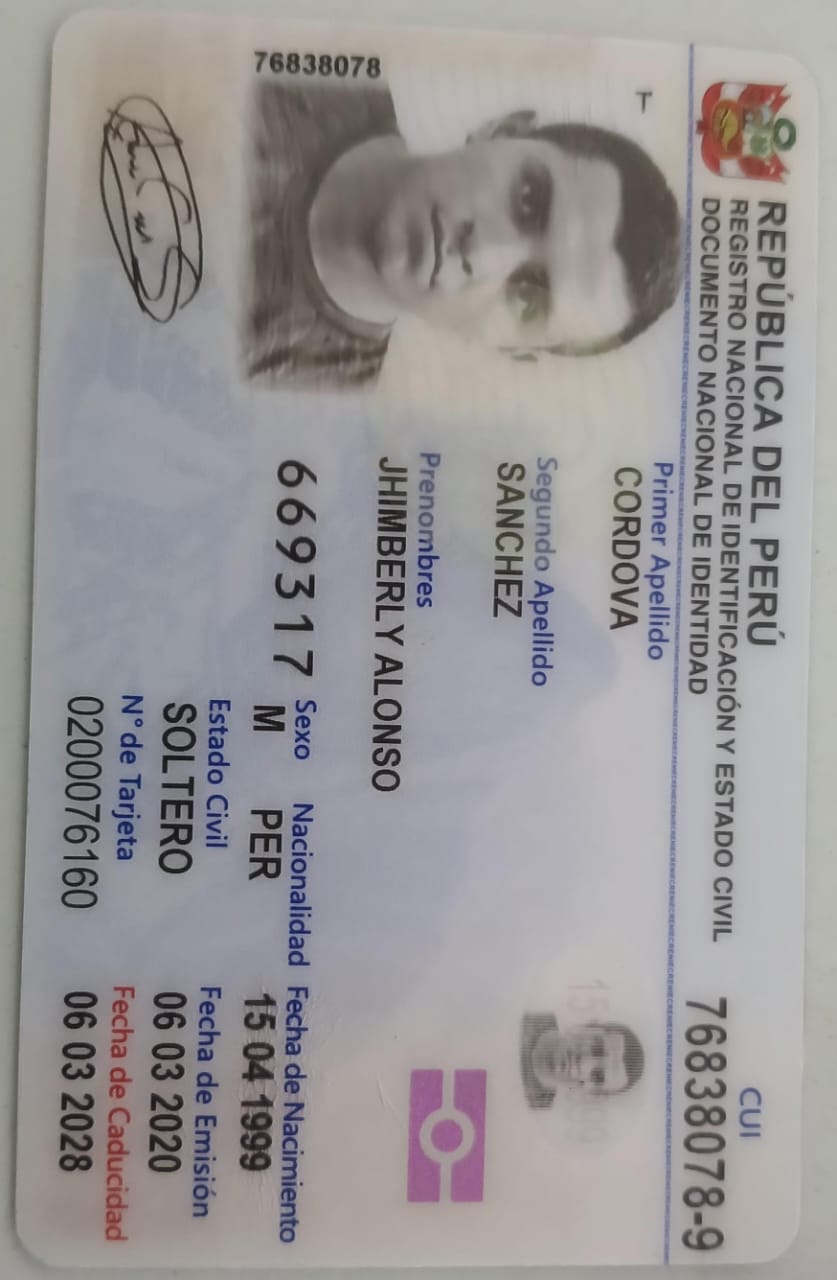 REPÚBLICA DEL PERÚ
REGISTRO NACIONAL DE IDENTIFICACIÓN Y ESTADO CIVIL
DOCUMENTO NACIONAL DE IDENTIDAD
CUI
76838078-9
Primer Apellido
CORDOVA
Segundo Apellido
SANCHEZ
Prenombres
JHIMBERLY ALONSO
669317
Sexo Nacionalidad Fecha de Nacimiento
M PER 15 04 1999
Estado Civil Fecha de Emisión
SOLTERO 06 03 2020
N° de Tarjeta Fecha de Caducidad
0200076160 06 03 2028
76838078